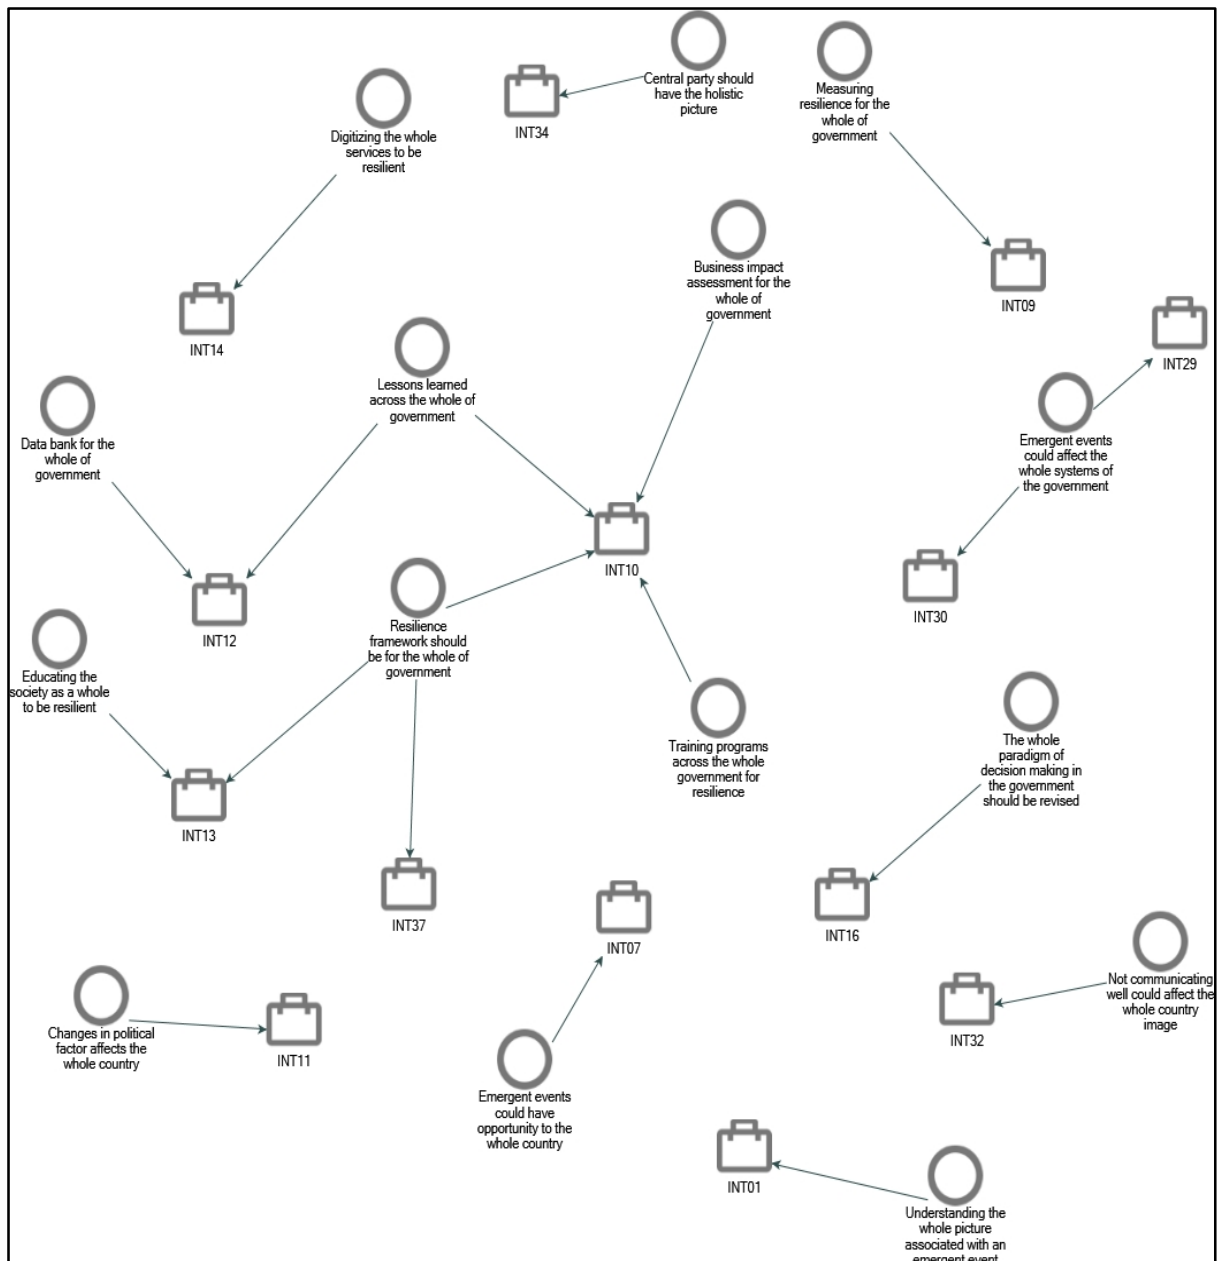 Central party should
have the holistic
picture
INT34
Measuring
resilience for the
whole of
government
Digitizing the whole
services to be
resilient
Business impact
assessment for the
whole of
government
INT09
INT14
INT29
Lessons learned
across the whole of
government
Data bank for the
whole of
government
Emergent events
could affect the
whole systems of
the government
INT10
INT30
INT12
Resilience
framework should
be for the whole of
government
Educating the
society as a whole
to be resilient
Training programs
across the whole
government for
resilience
The whole
paradigm of
decision making in
the government
should be revised
INT13
INT37
INT07
INT16
Not communicating
well could affect the
whole country
image
INT32
Changes in political
factor affects the
whole country
INT11
Emergent events
could have
opportunity to the
whole country
INT01
Understanding the
whole picture
associated with an
emergent event